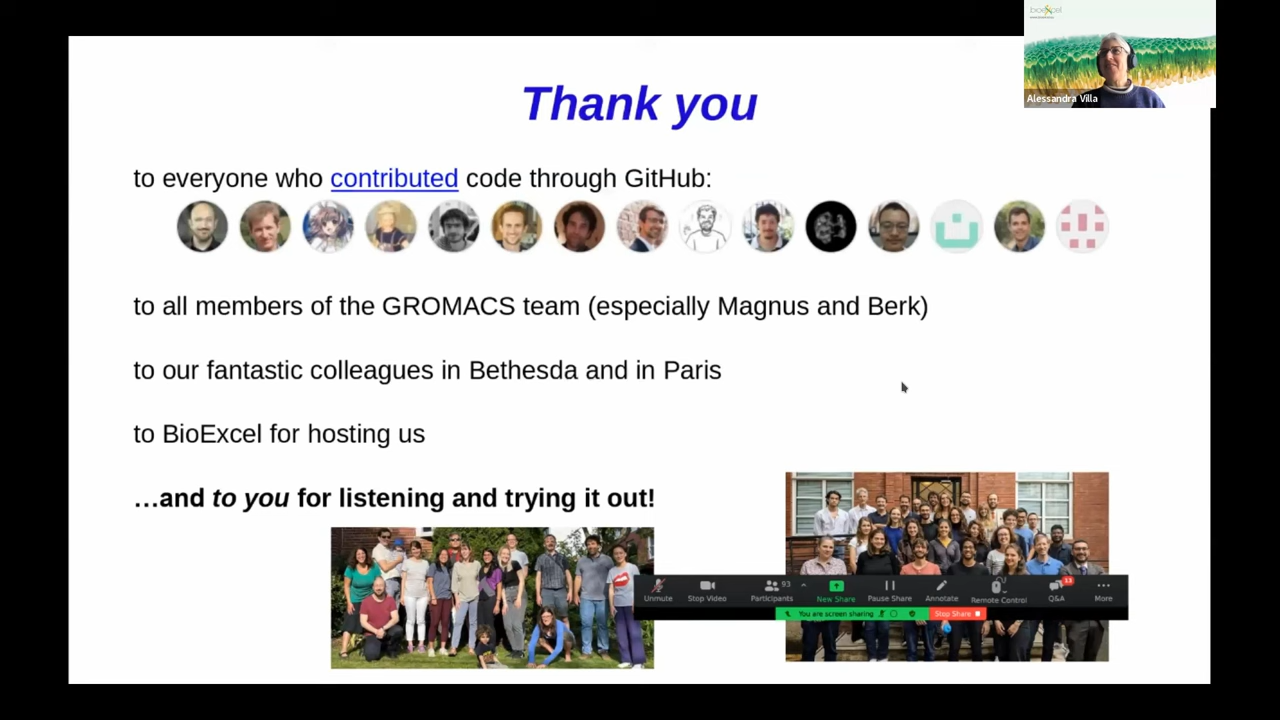 bioexcel
Alessandra Villa
Thank you
to everyone who contributed code through GitHub:
to all members of the GROMACS team (especially Magnus and Berk)
to our fantastic colleagues in Bethesda and in Paris
to BioExcel for hosting us
…and to you for listening and trying it out!
93
13
Unmute Stop Video Participants New Share Pause Share Annotate Remote Control Q&A More
You are screen sharing Stop Share